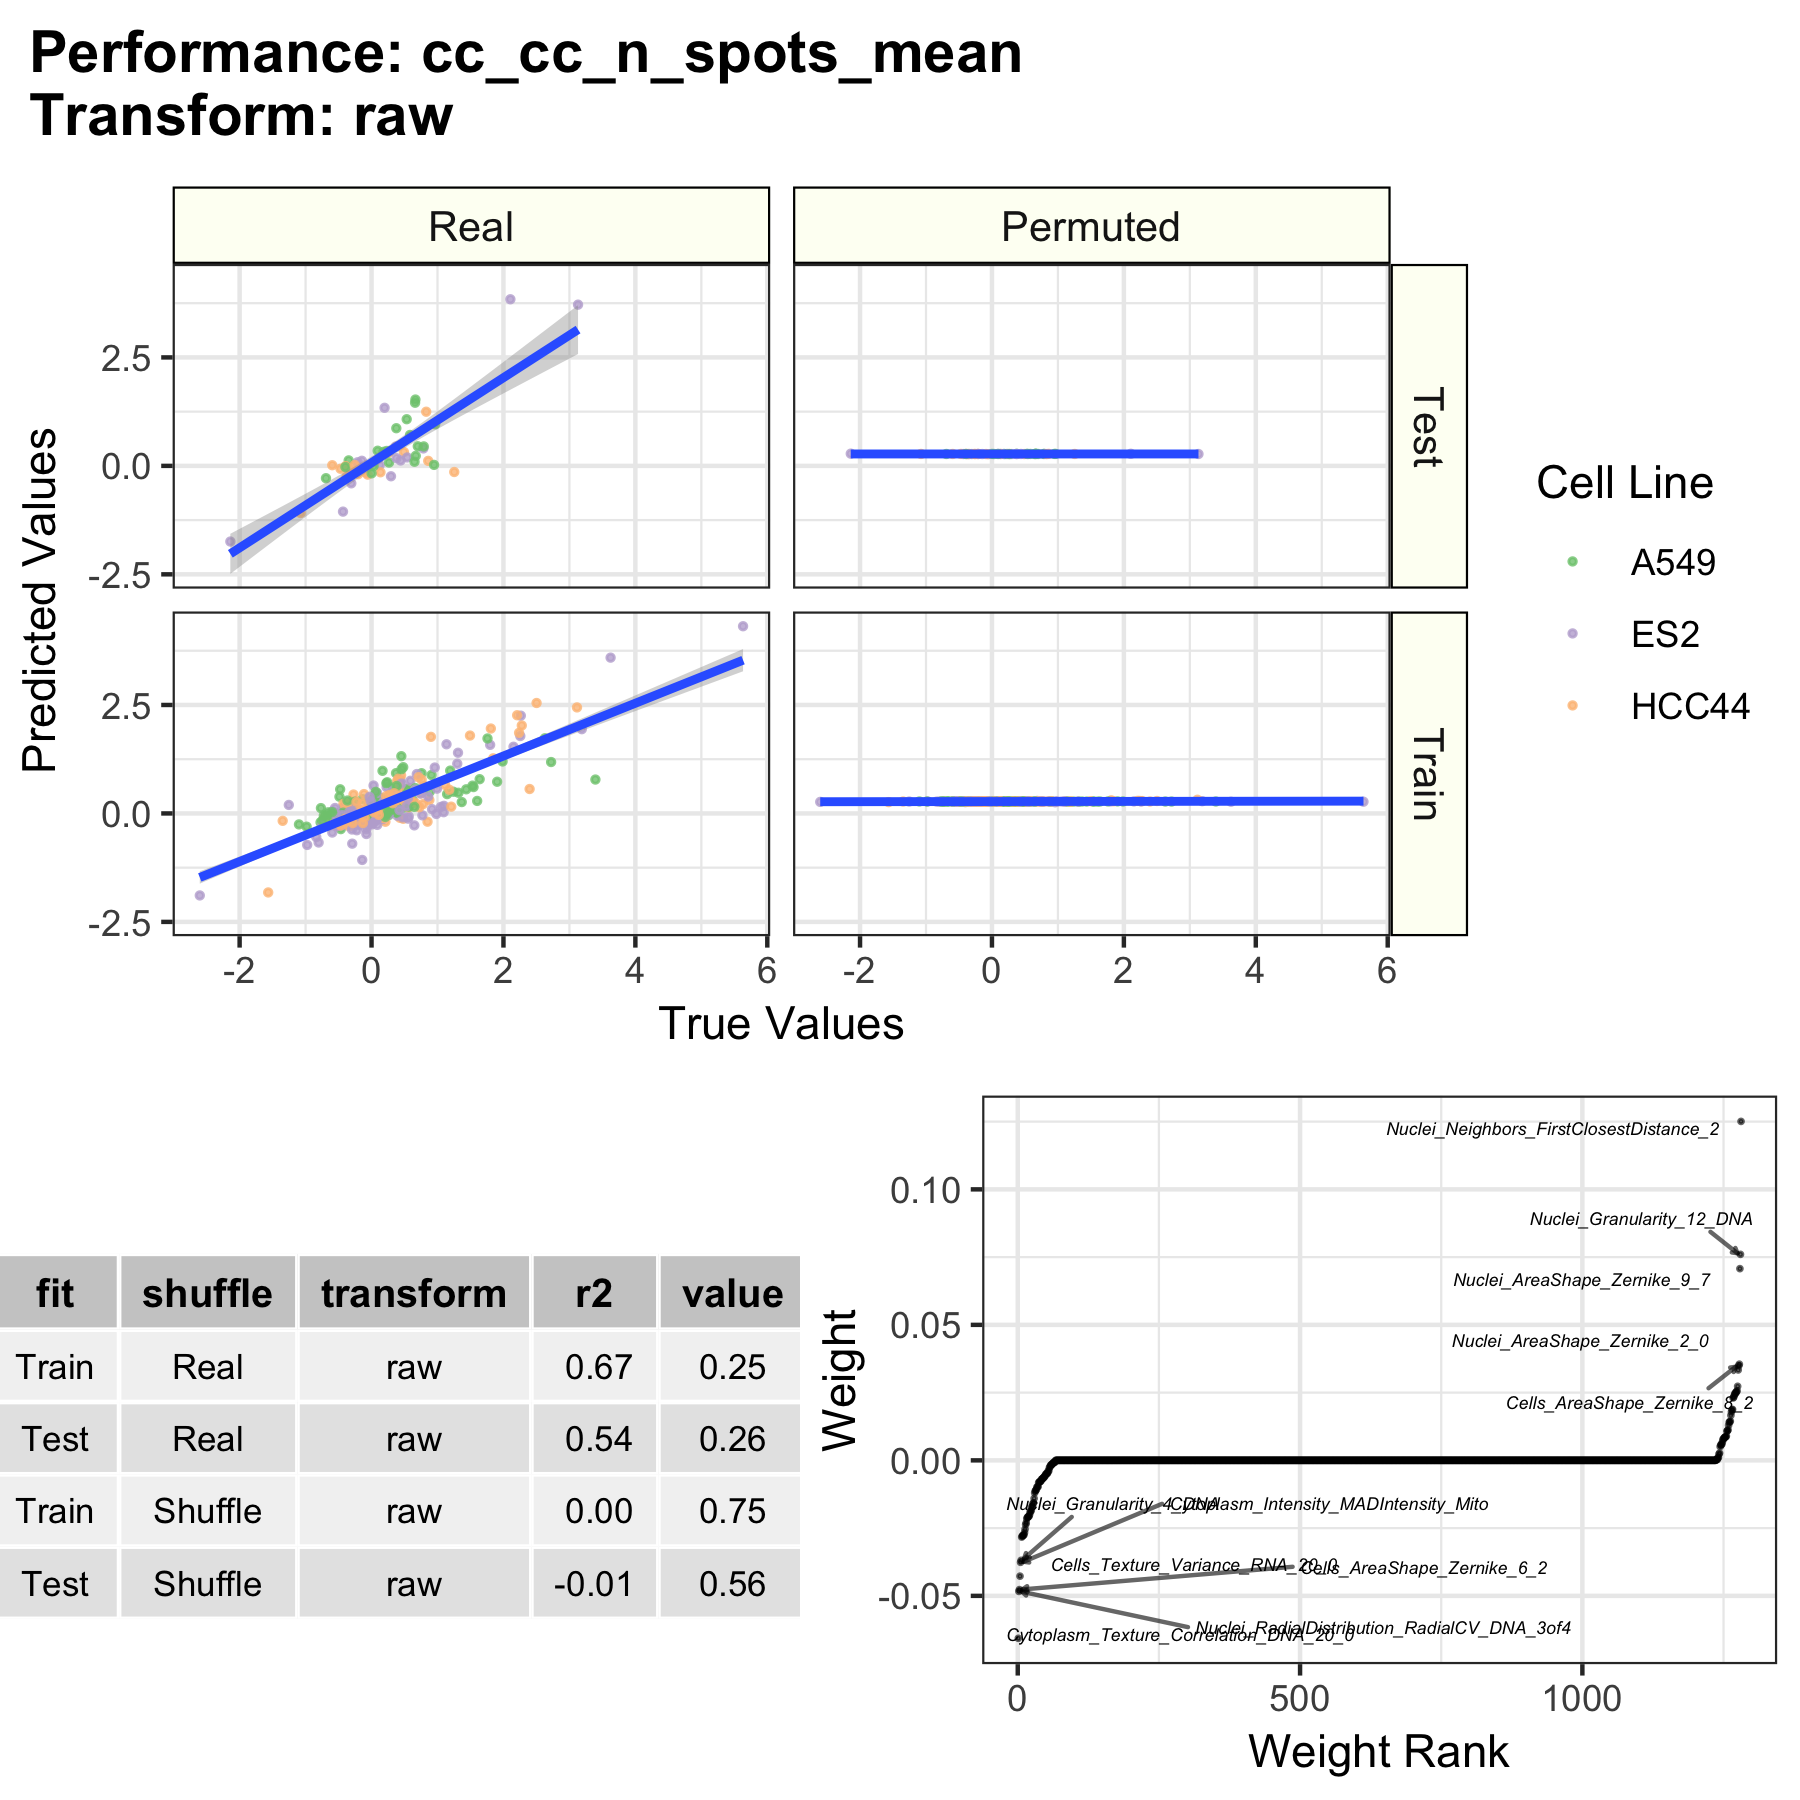 Performance: cc_cc_n_spots_mean
Transform: raw
Real
Permuted
2.5
0.0
-2.5
Test
2.5
0.0
-2.5
Train
-2
0
2
4
6
-2
0
2
4
6
Predicted Values
True Values
Cell Line
A549
ES2
HCC44
fit shuffle transform r2 value
Train Real raw 0.67 0.25
Test Real raw 0.54 0.26
Train Shuffle raw 0.00 0.75
Test Shuffle raw -0.01 0.56
Weight
0.10
0.05
0.00
-0.05
Nuclei_Neighbors_FirstClosestDistance_2
Nuclei_Granularity_12_DNA
Nuclei_AreaShape_Zernike_9_7
Nuclei_AreaShape_Zernike_2_0
Cells_AreaShape_Zernike_8_2
Nuclei_Granularity_4_DNA
Cytoplasm_Intensity_MADIntensity_Mito
Cells_Texture_Variance_RNA_20_0
Cells_AreaShape_Zernike_6_2
Nuclei_RadialDistribution_RadialCV_DNA_3of4
Cytoplasm_Texture_Correlation_DNA_20_0
0
500
1000
Weight Rank